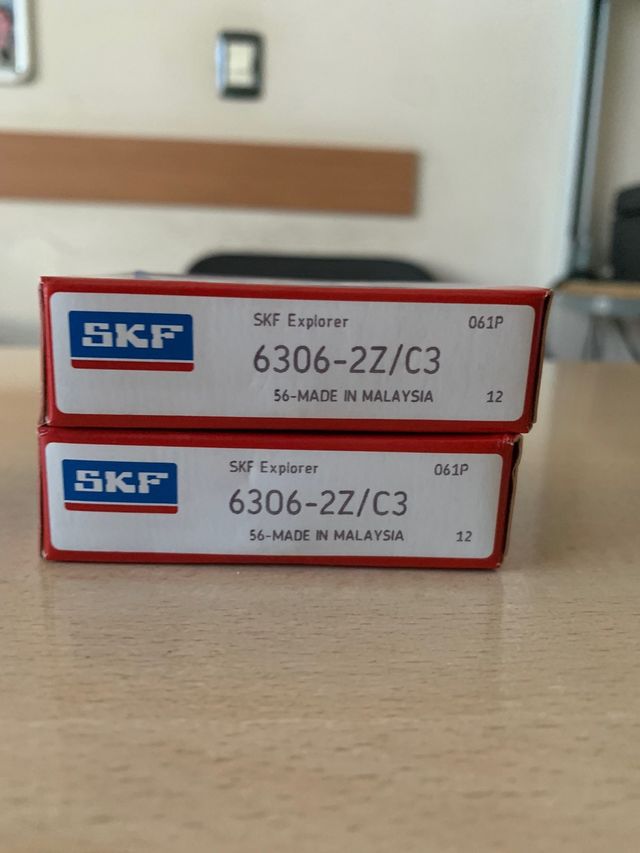 SKF
SKF Explorer 061P
6306-2Z/C3
56-MADE IN MALAYSIA 12
SKF
SKF Explorer 061P
6306-2Z/C3
56-MADE IN MALAYSIA 12